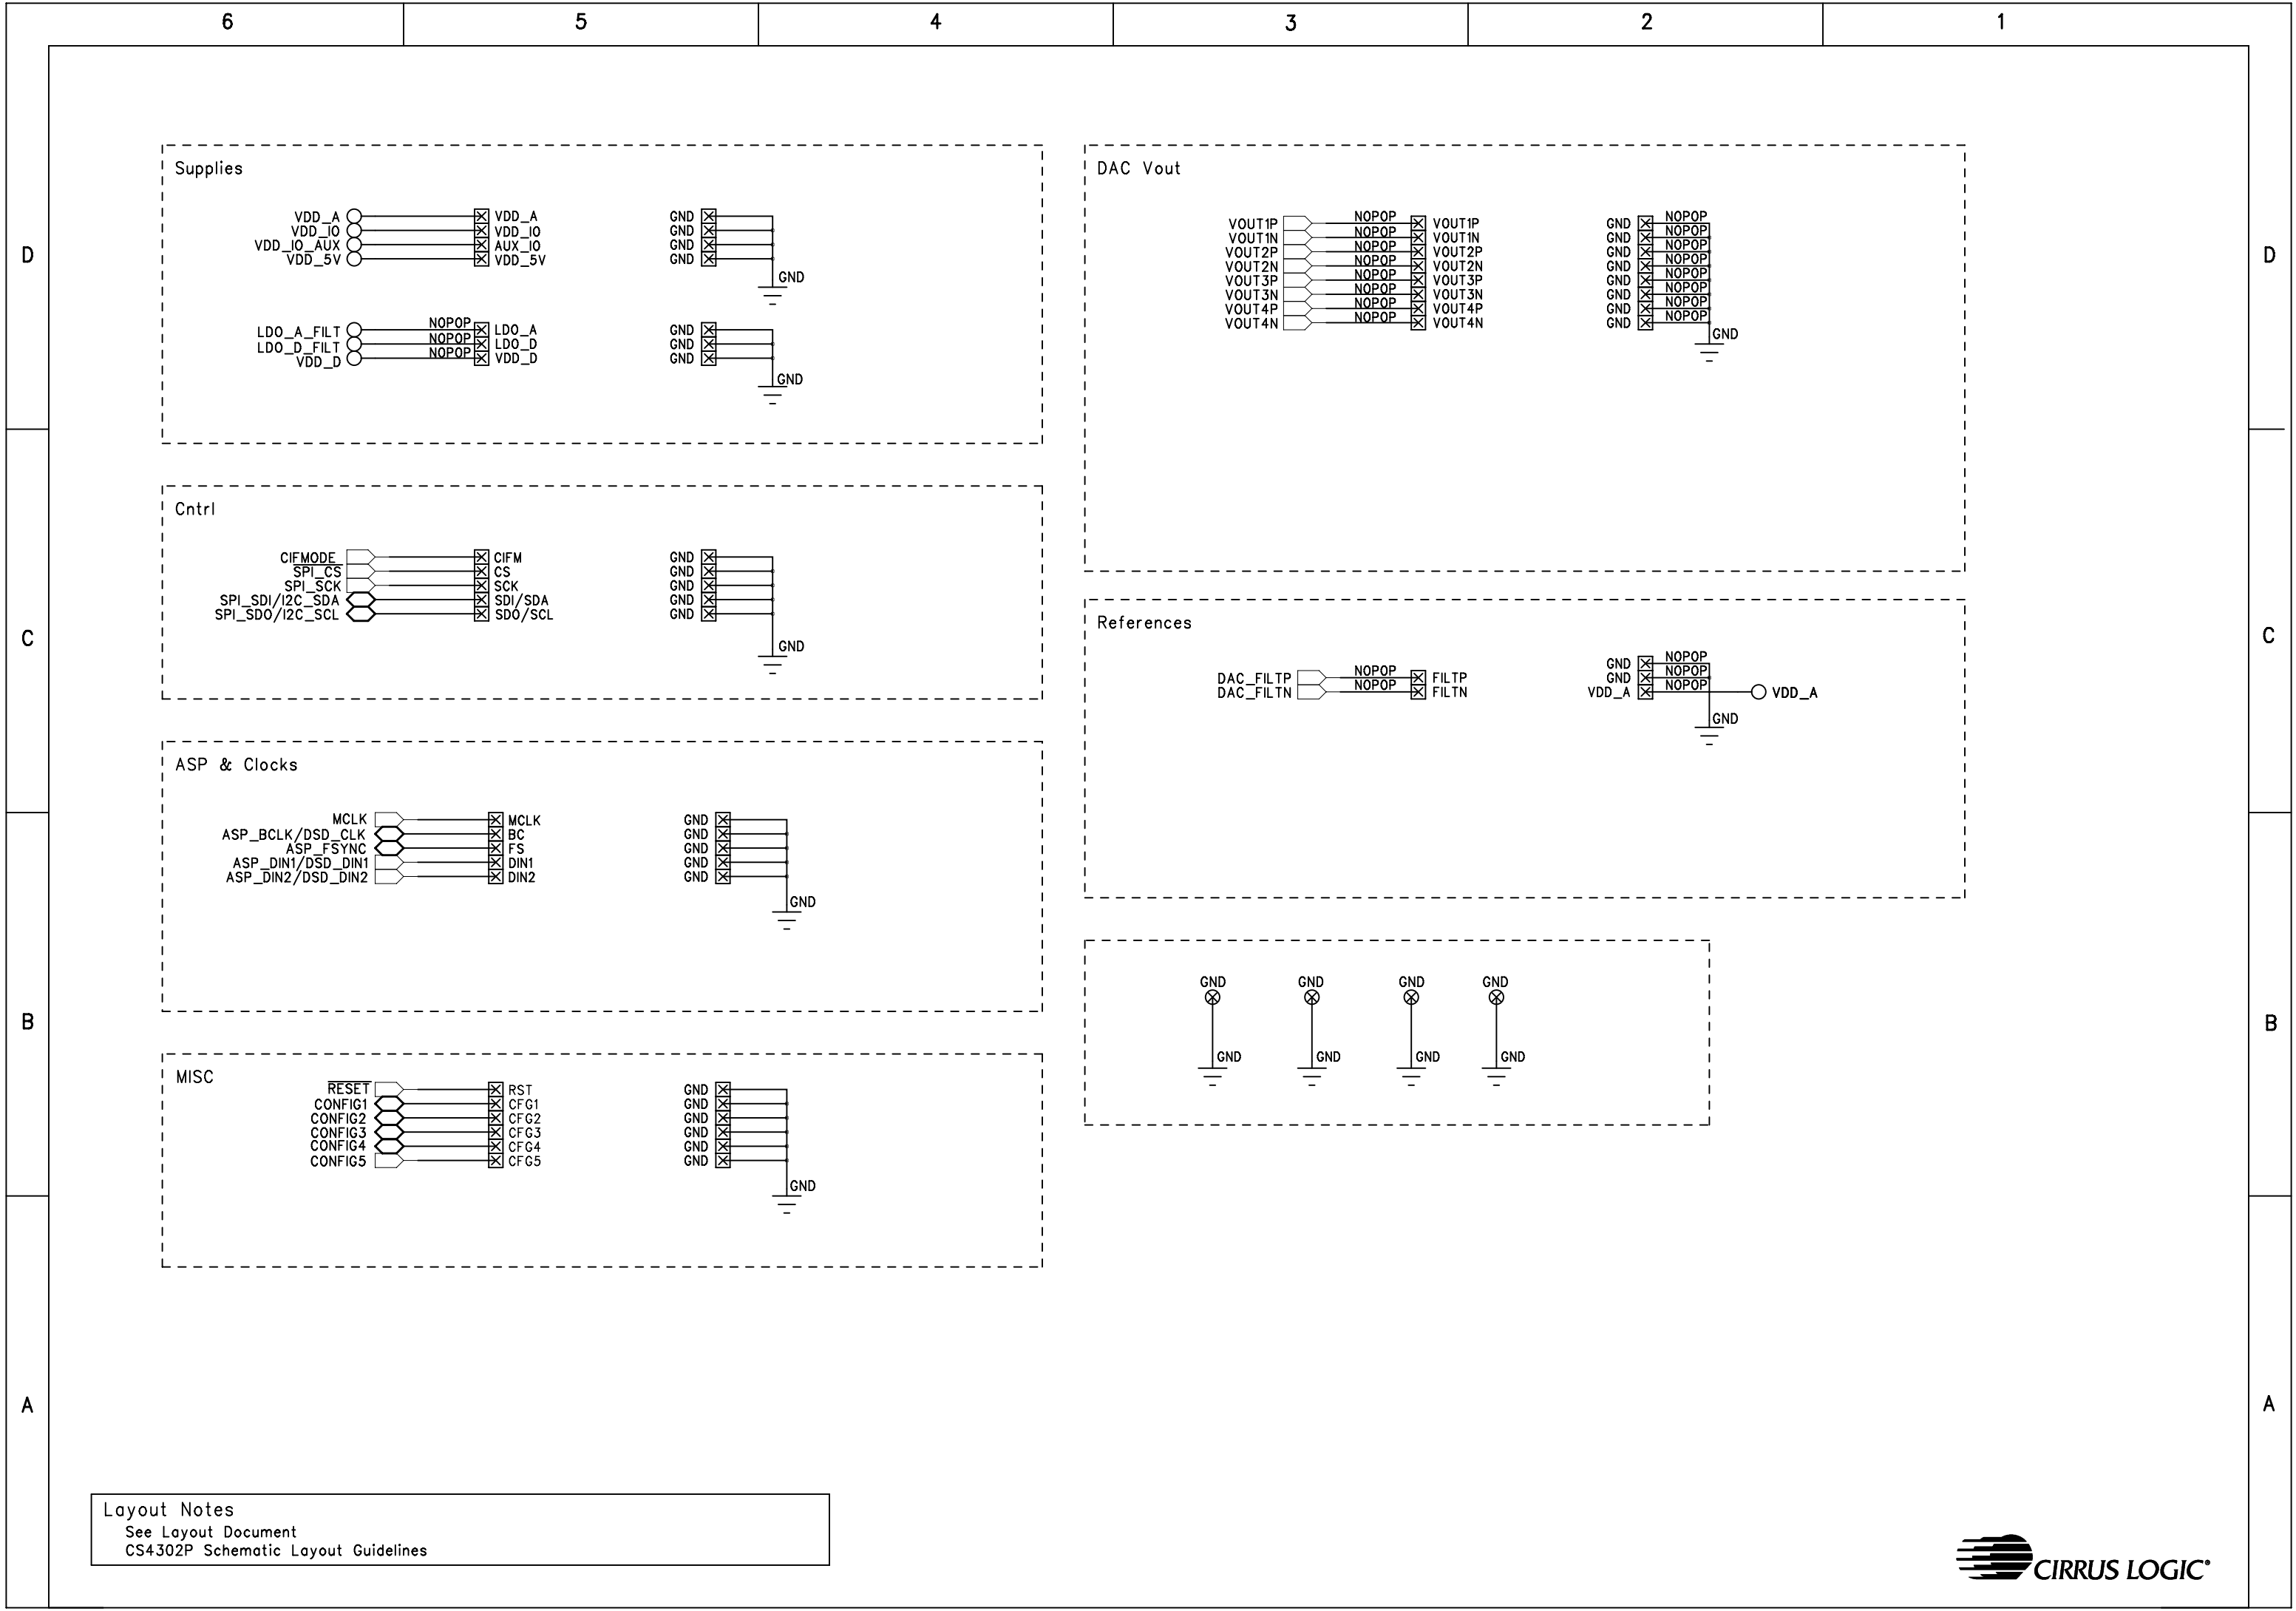 6 5 4 3 2 1
Supplies
VDD_A VDD_A GND
VDD_IO VDD_IO GND
VDD_IO_AUX AUX_IO GND
VDD_5V VDD_5V GND
GND
LDO_A_FILT NOPOP LDO_A GND
LDO_D_FILT NOPOP LDO_D GND
VDD_D NOPOP VDD_D GND
GND
DAC Vout
VOUT1P NOPOP VOUT1P GND NOPOP
VOUT1N NOPOP VOUT1N GND NOPOP
VOUT2P NOPOP VOUT2P GND NOPOP
VOUT2N NOPOP VOUT2N GND NOPOP
VOUT3P NOPOP VOUT3P GND NOPOP
VOUT3N NOPOP VOUT3N GND NOPOP
VOUT4P NOPOP VOUT4P GND NOPOP
VOUT4N NOPOP VOUT4N GND NOPOP
GND
D D
Cntrl
CIFMODE CIFM GND
SPI_CS CS GND
SPI_SCK SCK GND
SPI_SDI/I2C_SDA SDI/SDA GND
SPI_SDO/I2C_SCL SDO/SCL GND
GND
References
DAC_FILTP NOPOP FILTP GND NOPOP
DAC_FILTN NOPOP FILTN GND NOPOP
VDD_A NOPOP VDD_A
GND
C C
ASP & Clocks
MCLK MCLK GND
ASP_BCLK/DSD_CLK BC GND
ASP_FSYNC FS GND
ASP_DIN1/DSD_DIN1 DIN1 GND
ASP_DIN2/DSD_DIN2 DIN2 GND
GND
GND GND GND GND
GND GND GND GND
B B
MISC
RESET RST GND
CONFIG1 CFG1 GND
CONFIG2 CFG2 GND
CONFIG3 CFG3 GND
CONFIG4 CFG4 GND
CONFIG5 CFG5 GND
GND
A A
Layout Notes
See Layout Document
CS4302P Schematic Layout Guidelines
CIRRUS LOGIC®